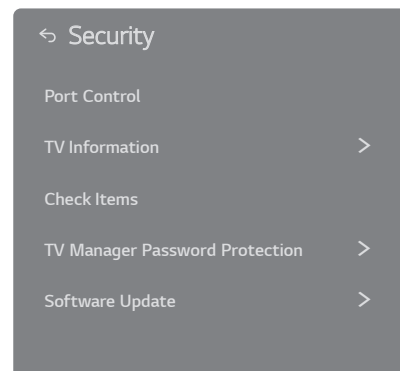 Security
Port Control
TV Information
Check Items
TV Manager Password Protection
Software Update